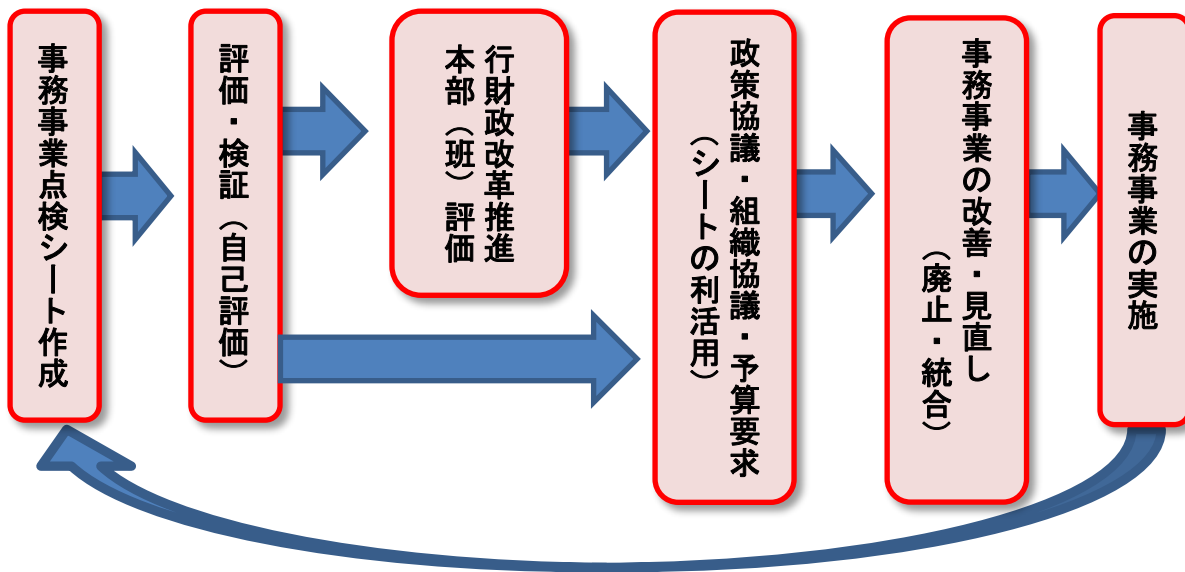 事務事業点検シート作成
評価・検証（自己評価）
行財政改革推進
本部（班）評価
政策協議・組織協議・予算要求
（シートの利活用）
事務事業の改善・見直し
（廃止・統合）
事務事業の実施